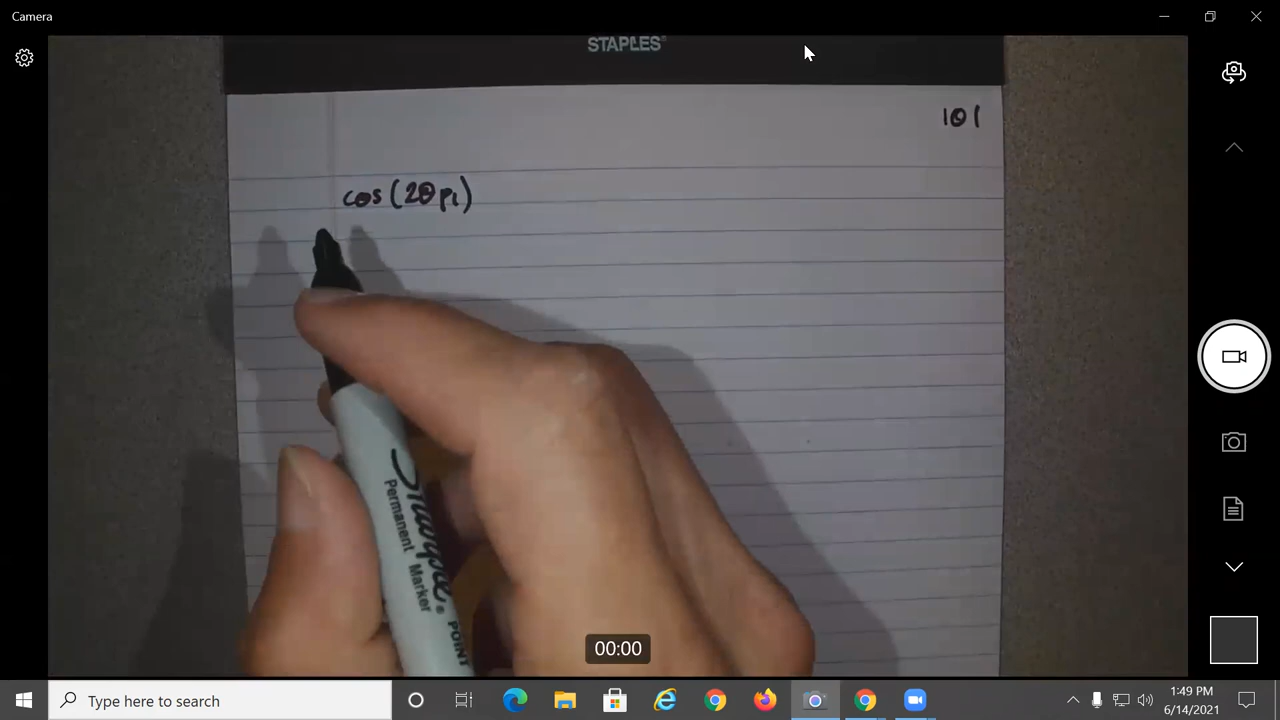 Camera
STAPLES®
101
cos(20pi)
Sharpie®
Permanent Marker
POINT
00:00
Type here to search
1:49 PM
6/14/2021